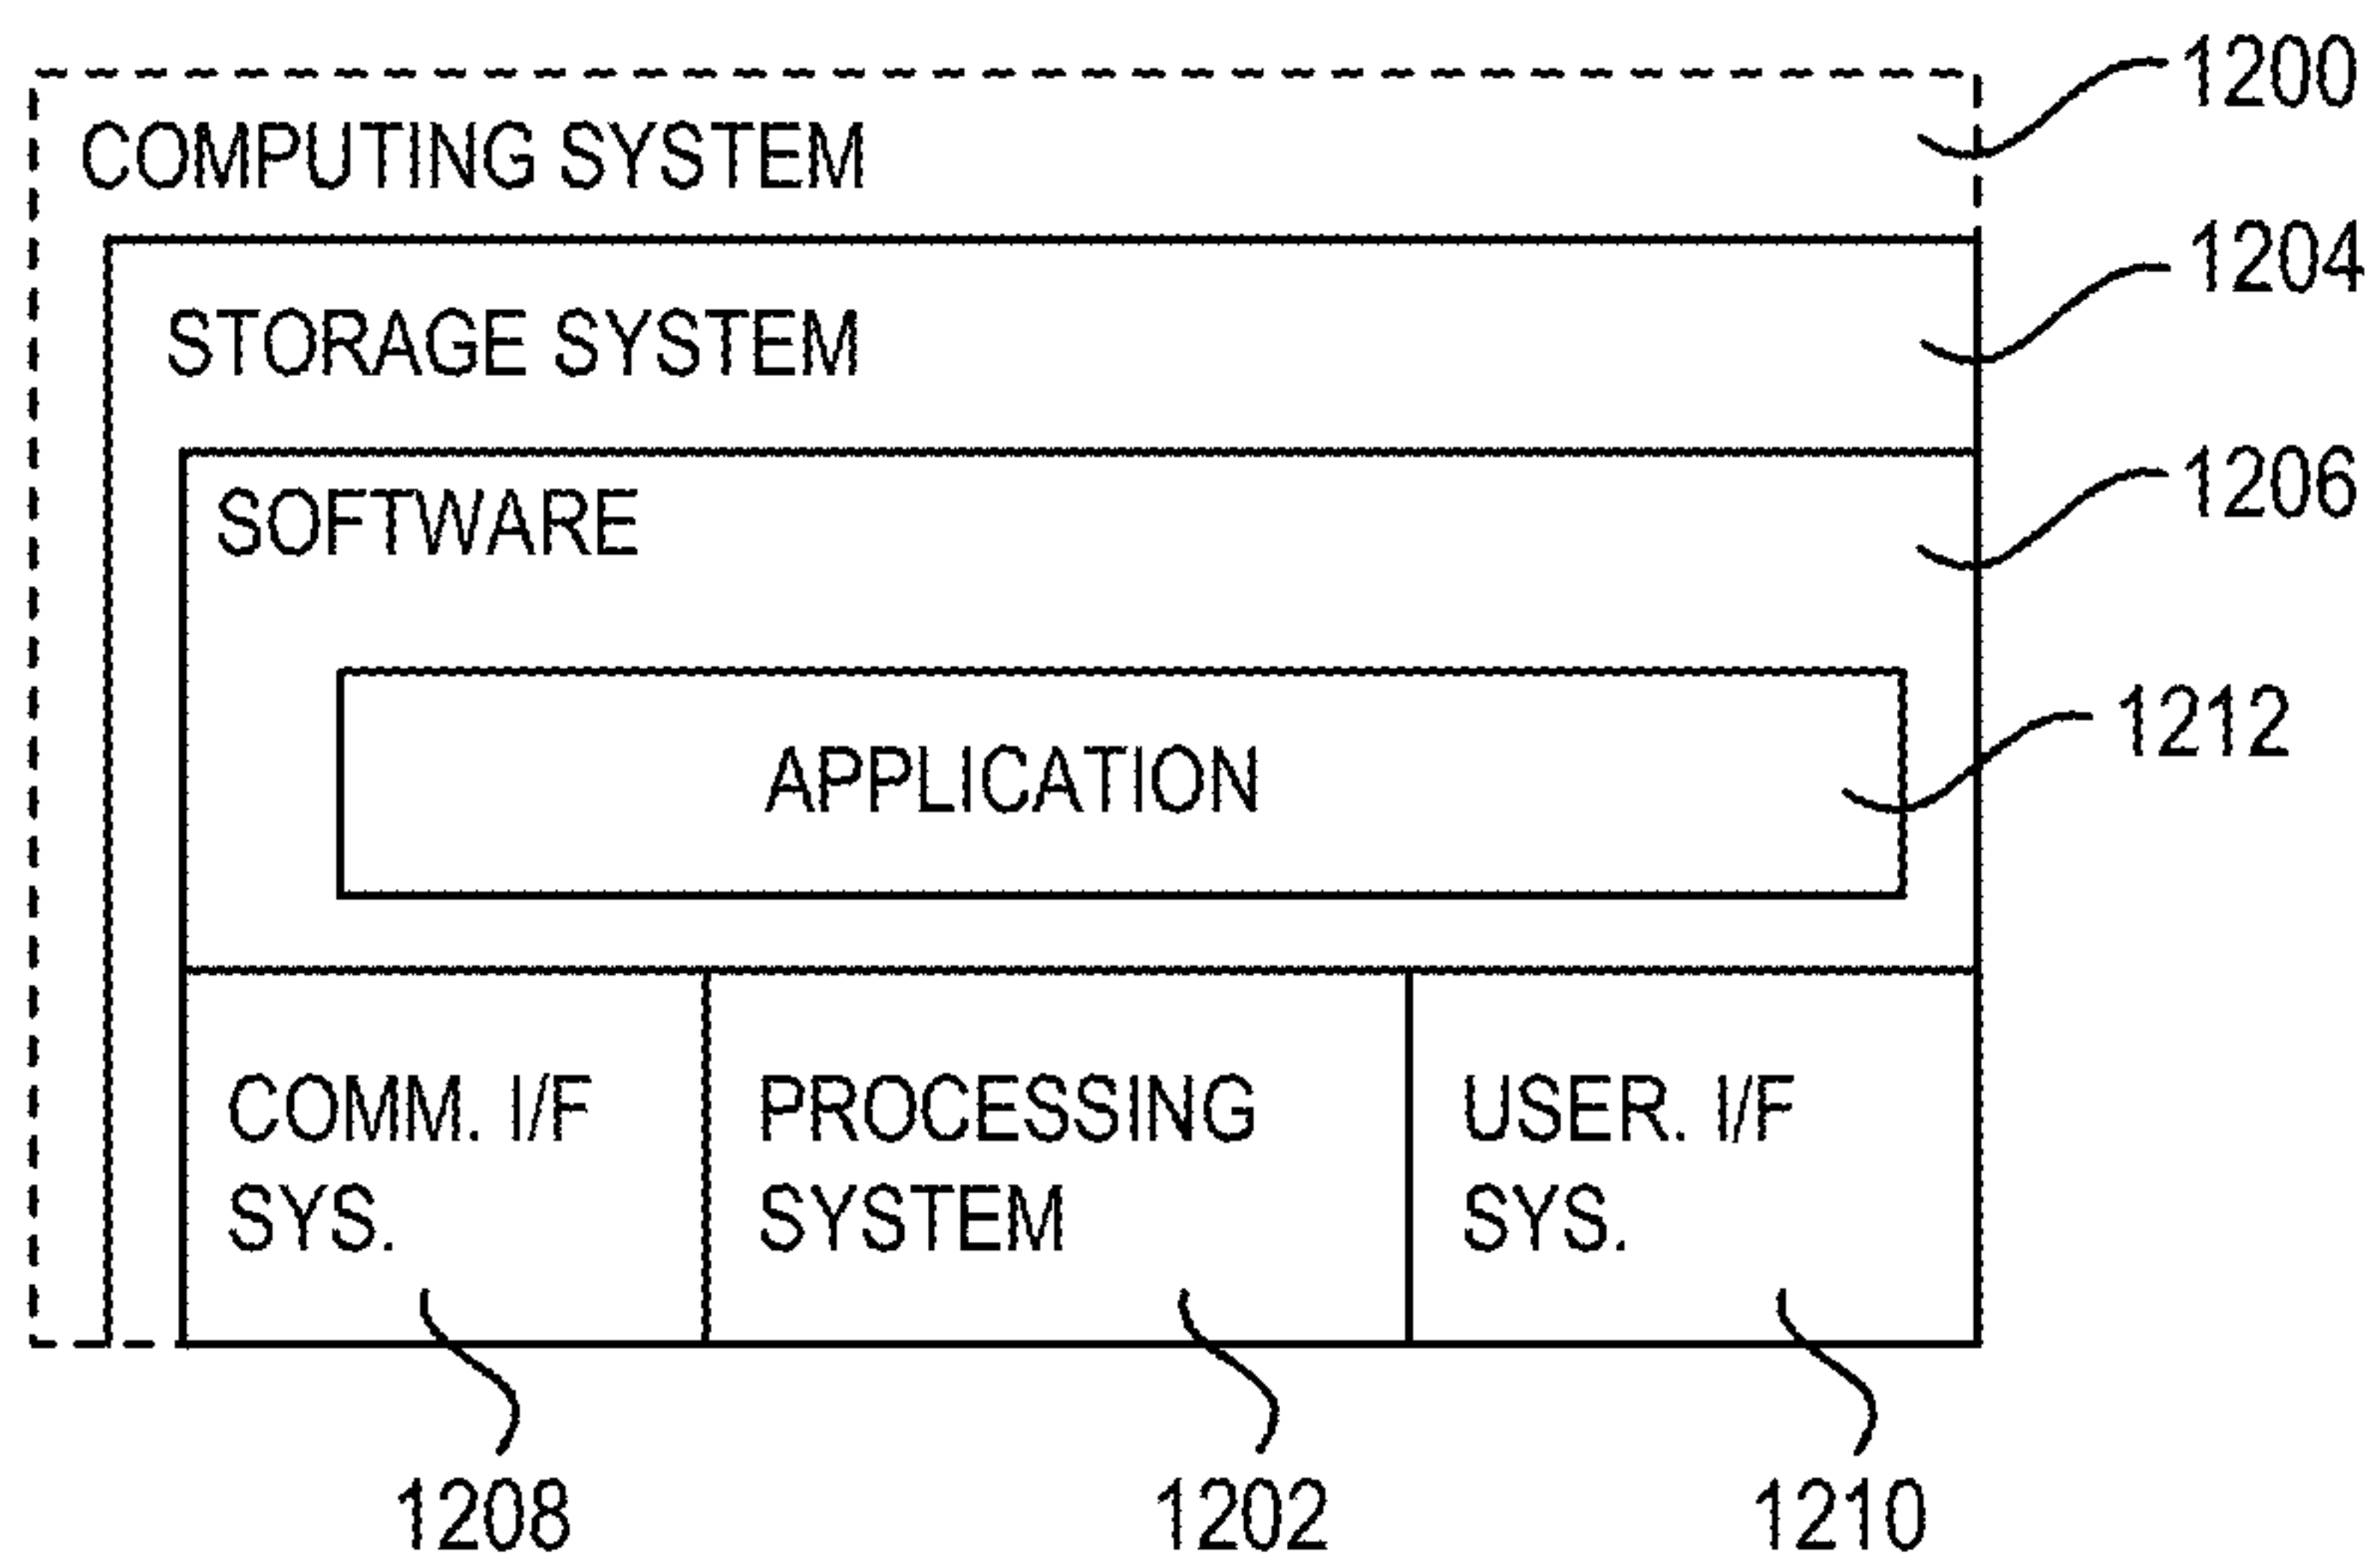 1200
COMPUTING SYSTEM
1204
STORAGE SYSTEM
1206
SOFTWARE
1212
APPLICATION
COMM. I/F
SYS.
PROCESSING
SYSTEM
USER. I/F
SYS.
1208
1202
1210